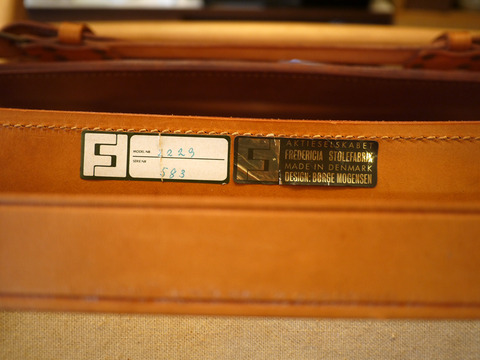 MODEL NR. 2229
SERIE NR. 583
AKTIESELSKABET
FREDERICIA STOLEFABRIK
MADE IN DENMARK
DESIGN: BØRGE MOGENSEN